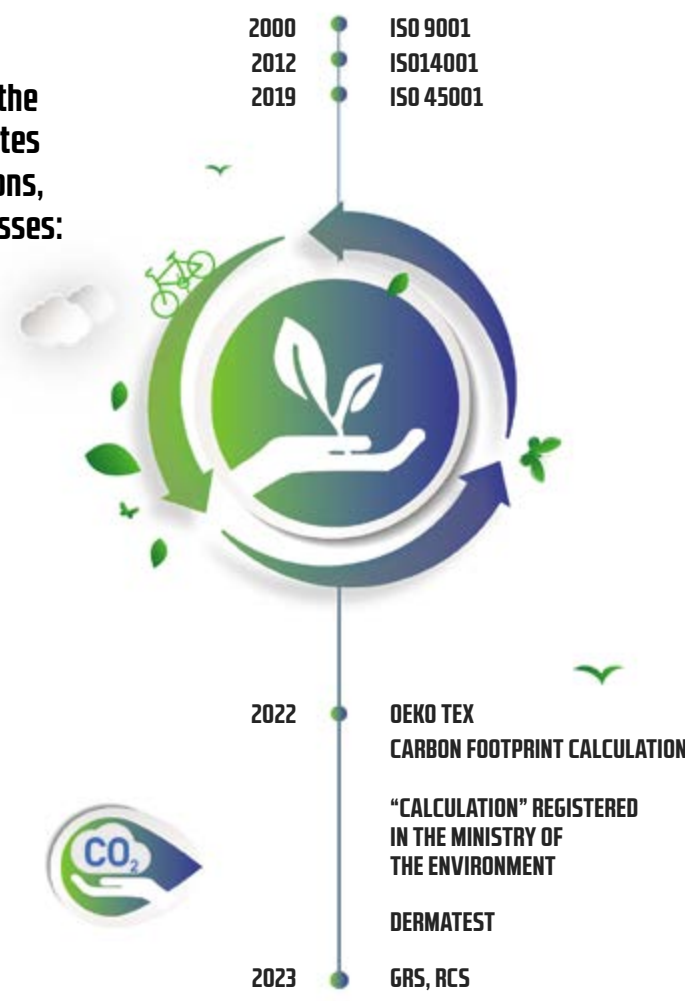 2000 ISO 9001
2012 ISO14001
2019 ISO 45001
the
tes
ons,
sses:
2022 OEKO TEX
CARBON FOOTPRINT CALCULATION
“CALCULATION” REGISTERED
IN THE MINISTRY OF
THE ENVIRONMENT
CO₂
DERMATEST
2023 GRS, RCS